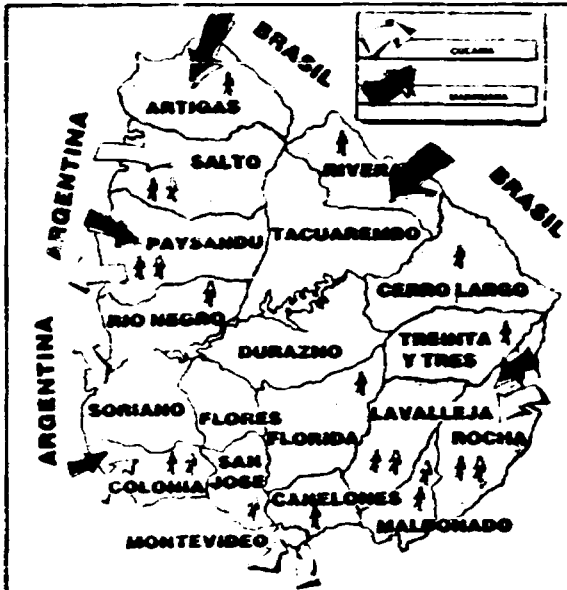 BRASIL
ARTIGAS
ARGENTINA
SALTO
RIVERA
BRASIL
PAYSANDU
TACUAREMBO
CERRO LARGO
RIO NEGRO
ARGENTINA
DURAZNO
TREINTA
Y TRES
SORIANO
FLORES
LAVALLEJA
FLORIDA
ROCHA
SAN
JOSE
COLONIA
CANELONES
MALDONADO
MONTEVIDEO